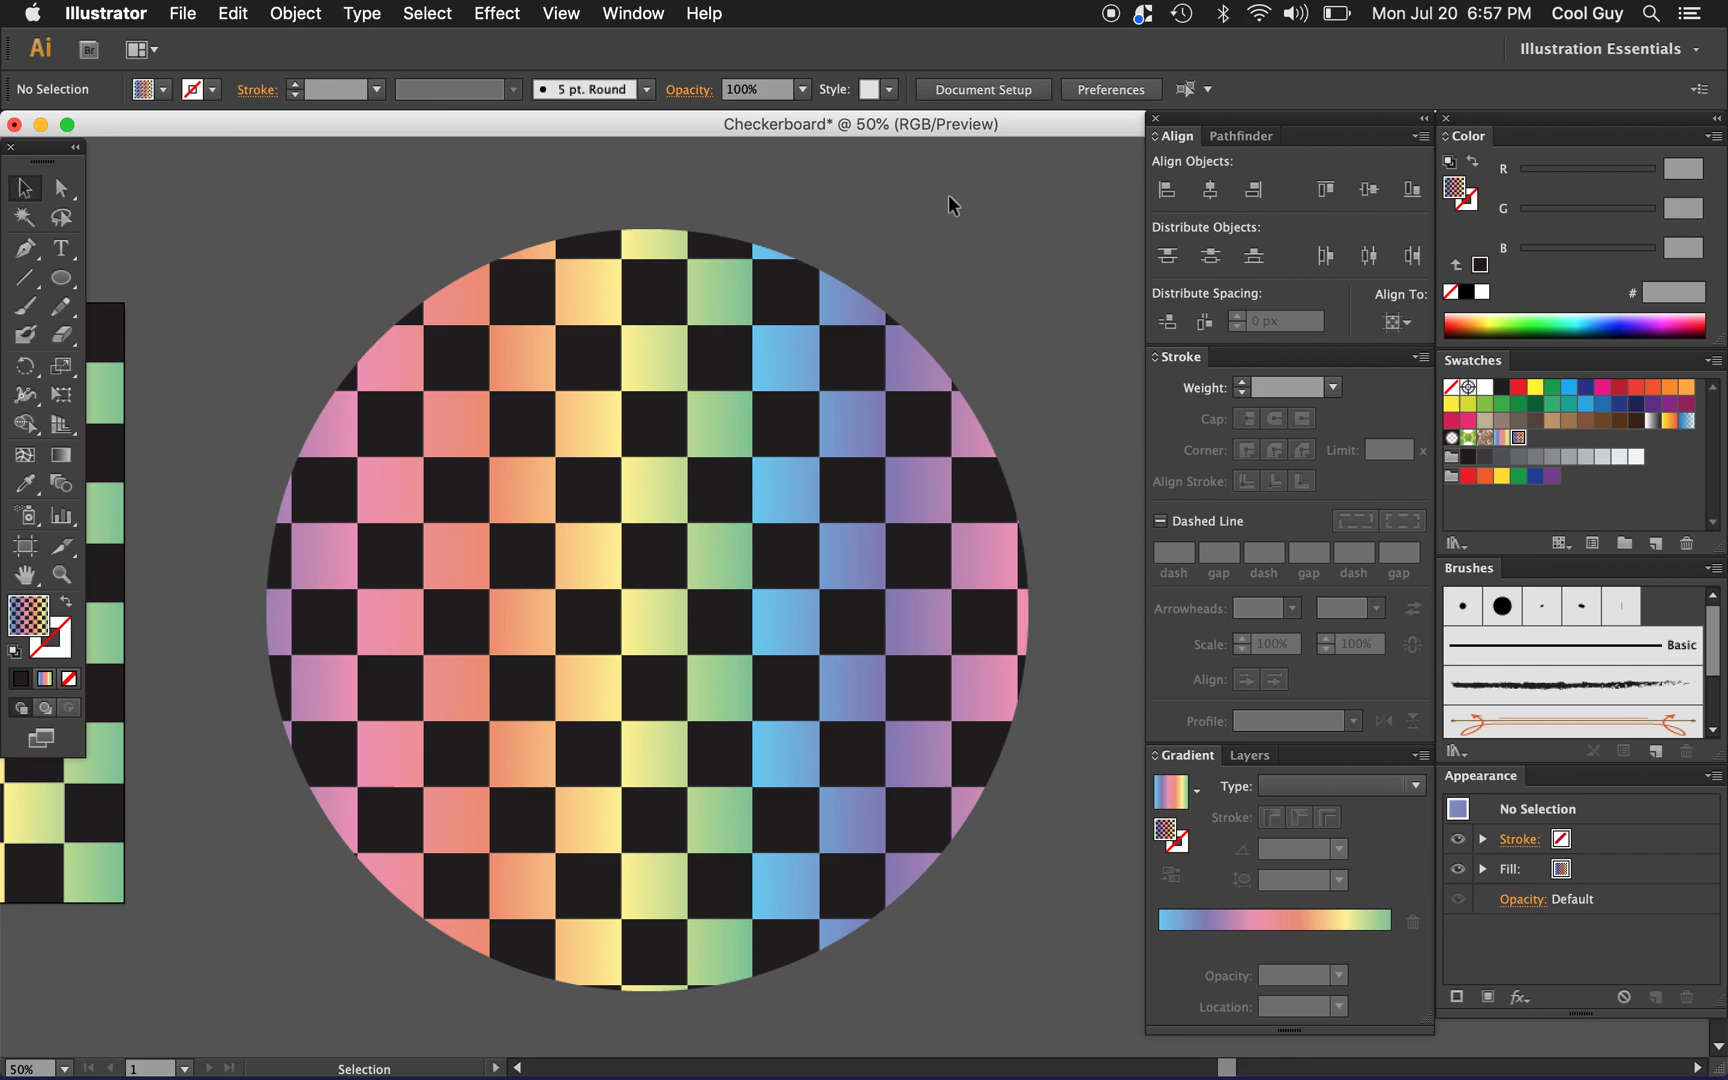 Illustrator File Edit Object Type Select Effect View Window Help Mon Jul 20 6:57 PM Cool Guy
Ai Br Illustration Essentials
No Selection Stroke: 5 pt. Round Opacity: 100% Style: Document Setup Preferences
Checkerboard* @ 50% (RGB/Preview)
Align Pathfinder
Align Objects:
Distribute Objects:
Distribute Spacing: Align To:
0 px
Stroke
Weight:
Cap:
Corner: Limit: x
Align Stroke:
Dashed Line
dash gap dash gap dash gap
Arrowheads:
Scale: 100% 100%
Align:
Profile:
Gradient Layers
Type:
Stroke:
Opacity:
Location:
Color
R
G
B
#
Swatches
Brushes
Basic
Appearance
No Selection
Stroke:
Fill:
Opacity: Default
fx
T
50% 1 Selection